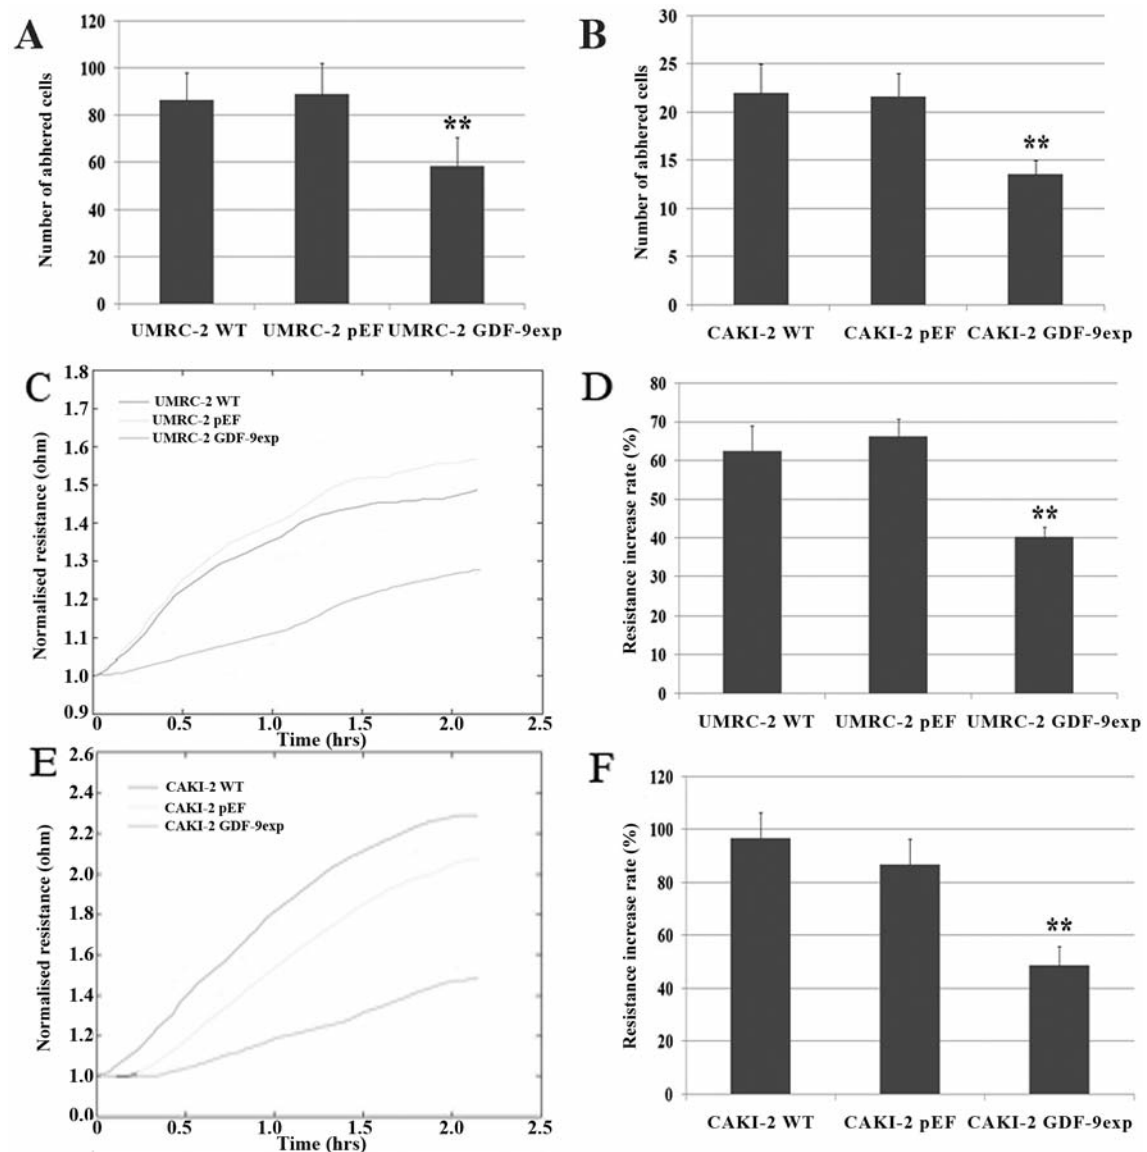 A
Number of abhered cells
120
100
80
60
40
20
0
**
UMRC-2 WT UMRC-2 pEF UMRC-2 GDF-9exp
B
Number of abhered cells
30
25
20
15
10
5
0
**
CAKI-2 WT CAKI-2 pEF CAKI-2 GDF-9exp
C
Normalised resistance (ohm)
1.8
1.7
1.6
1.5
1.4
1.3
1.2
1.1
1.0
0.9
UMRC-2 WT
UMRC-2 pEF
UMRC-2 GDF-9exp
0 0.5 1.0 1.5 2.0 2.5
Time (hrs)
D
Resistance increase rate (%)
80
70
60
50
40
30
20
10
0
**
UMRC-2 WT UMRC-2 pEF UMRC-2 GDF-9exp
E
Normalised resistance (ohm)
2.6
2.4
2.2
2.0
1.8
1.6
1.4
1.2
1.0
0.0
CAKI-2 WT
CAKI-2 pEF
CAKI-2 GDF-9exp
0 0.5 1.0 1.5 2.0 2.5
Time (hrs)
F
Resistance increase rate (%)
120
100
80
60
40
20
0
**
CAKI-2 WT CAKI-2 pEF CAKI-2 GDF-9exp